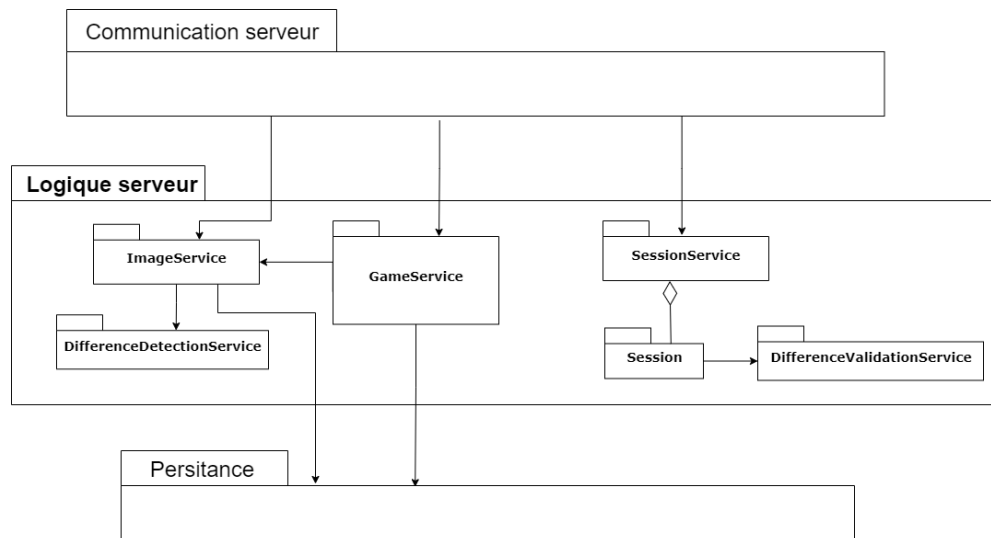 Communication serveur
Logique serveur
ImageService
GameService
SessionService
DifferenceDetectionService
Session
DifferenceValidationService
Persitance